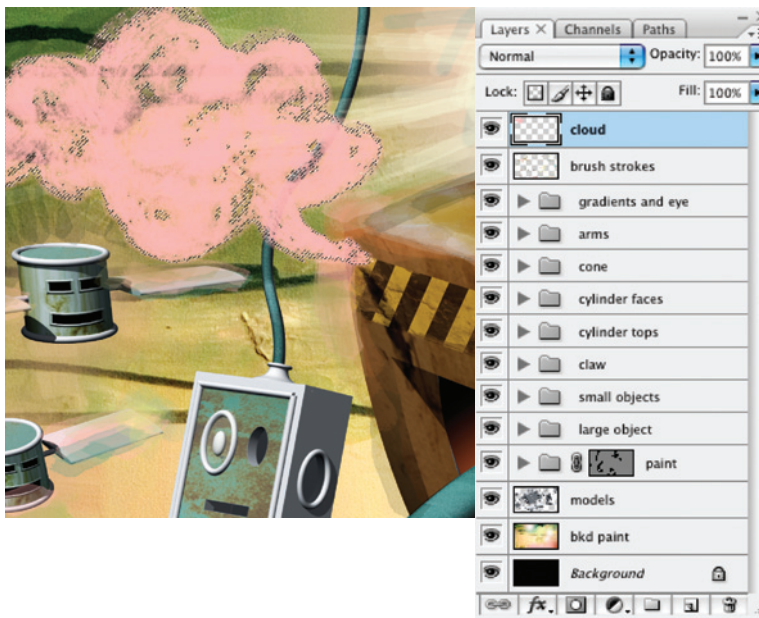 Layers × Channels Paths
Normal Opacity: 100%
Lock: Fill: 100%
cloud
brush strokes
gradients and eye
arms
cone
cylinder faces
cylinder tops
claw
small objects
large object
paint
models
bkd paint
Background
fx.